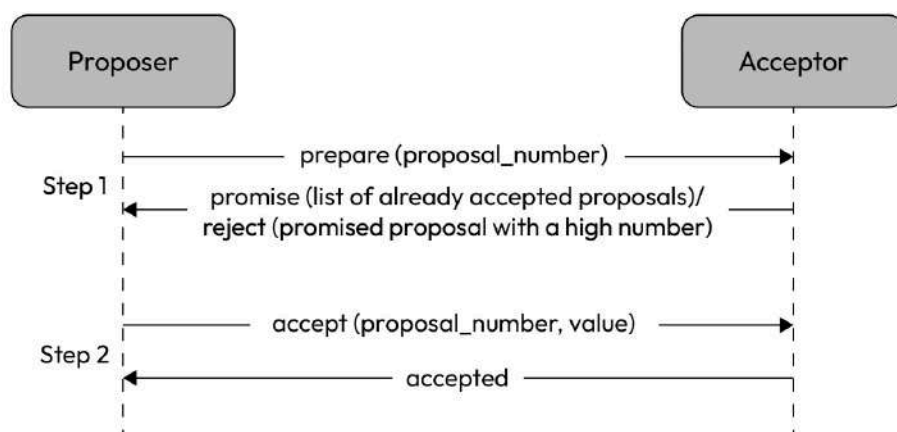 Proposer
Acceptor
prepare (proposal_number)
Step 1
promise (list of already accepted proposals)/
reject (promised proposal with a high number)
accept (proposal_number, value)
Step 2
accepted